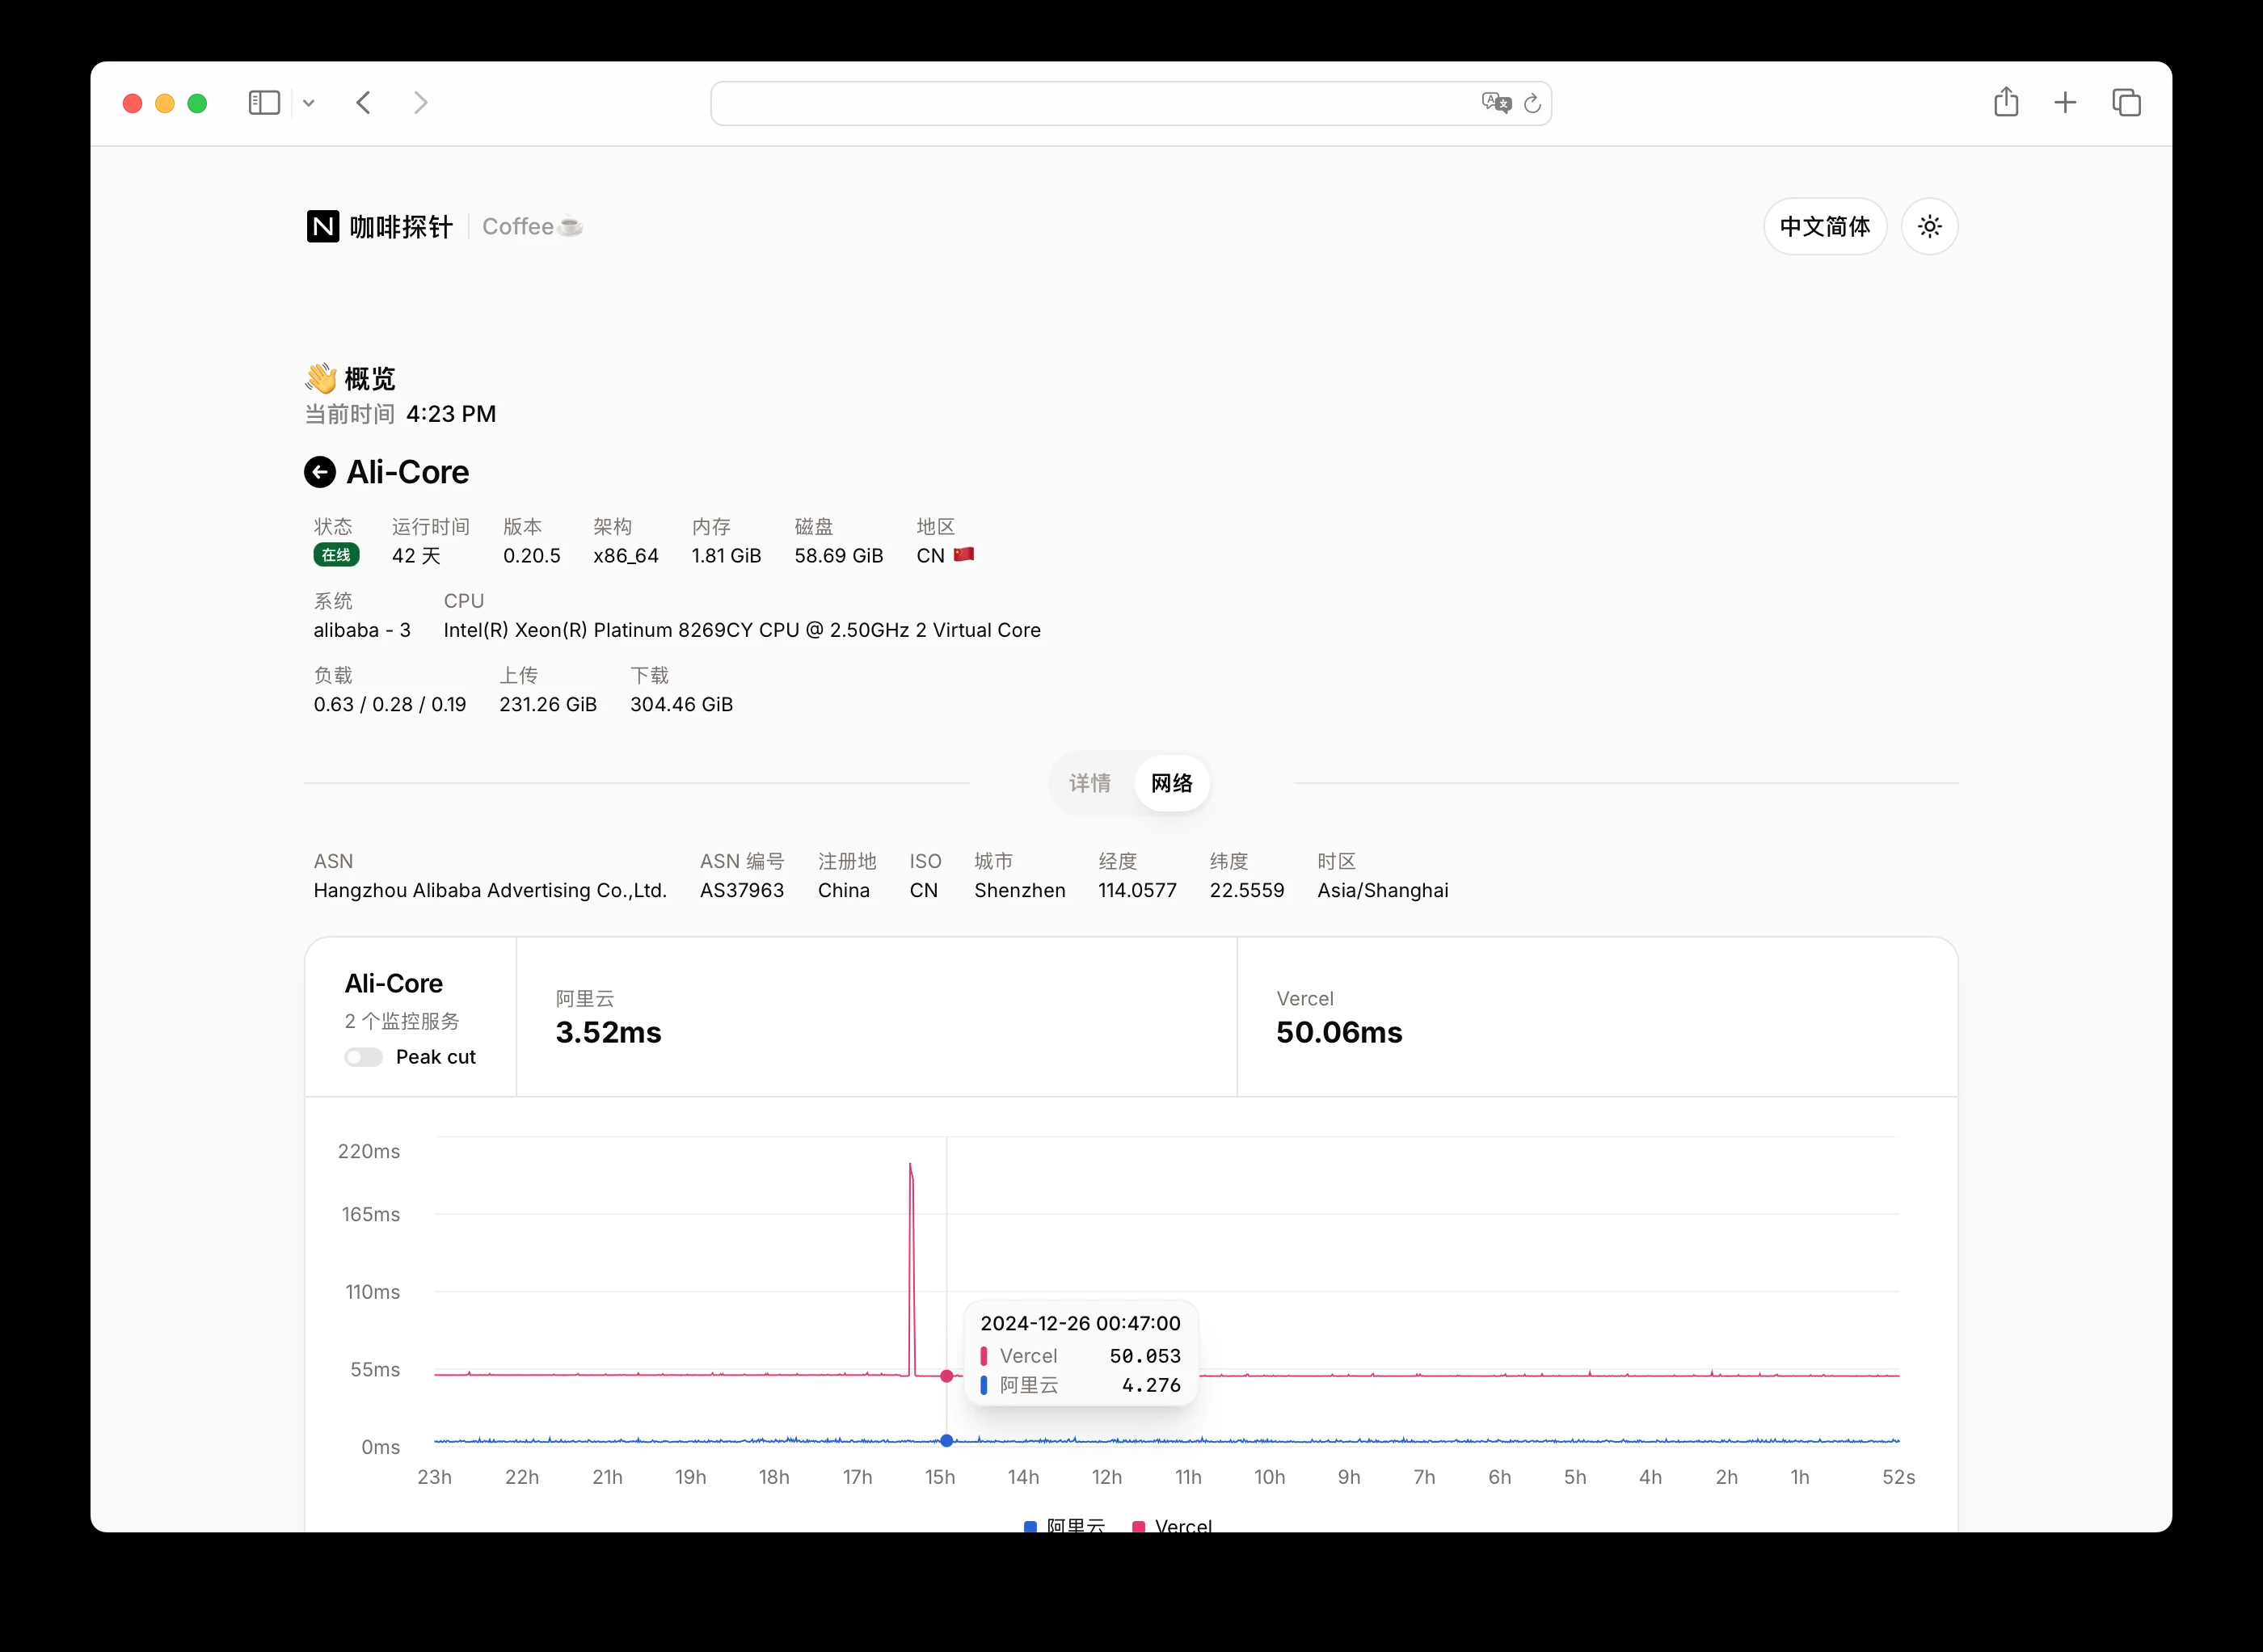 N 咖啡探针 Coffee☕
中文简体
👋 概览
当前时间 4:23 PM
Ali-Core
状态 运行时间 版本 架构 内存 磁盘 地区
在线 42 天 0.20.5 x86_64 1.81 GiB 58.69 GiB CN 🇨🇳
系统 CPU
alibaba - 3 Intel(R) Xeon(R) Platinum 8269CY CPU @ 2.50GHz 2 Virtual Core
负载 上传 下载
0.63 / 0.28 / 0.19 231.26 GiB 304.46 GiB
详情 网络
ASN ASN 编号 注册地 ISO 城市 经度 纬度 时区
Hangzhou Alibaba Advertising Co.,Ltd. AS37963 China CN Shenzhen 114.0577 22.5559 Asia/Shanghai
Ali-Core
2 个监控服务
Peak cut
阿里云
3.52ms
Vercel
50.06ms
220ms
165ms
110ms
55ms
0ms
2024-12-26 00:47:00
Vercel 50.053
阿里云 4.276
23h 22h 21h 19h 18h 17h 15h 14h 12h 11h 10h 9h 7h 6h 5h 4h 2h 1h 52s
阿里云 Vercel